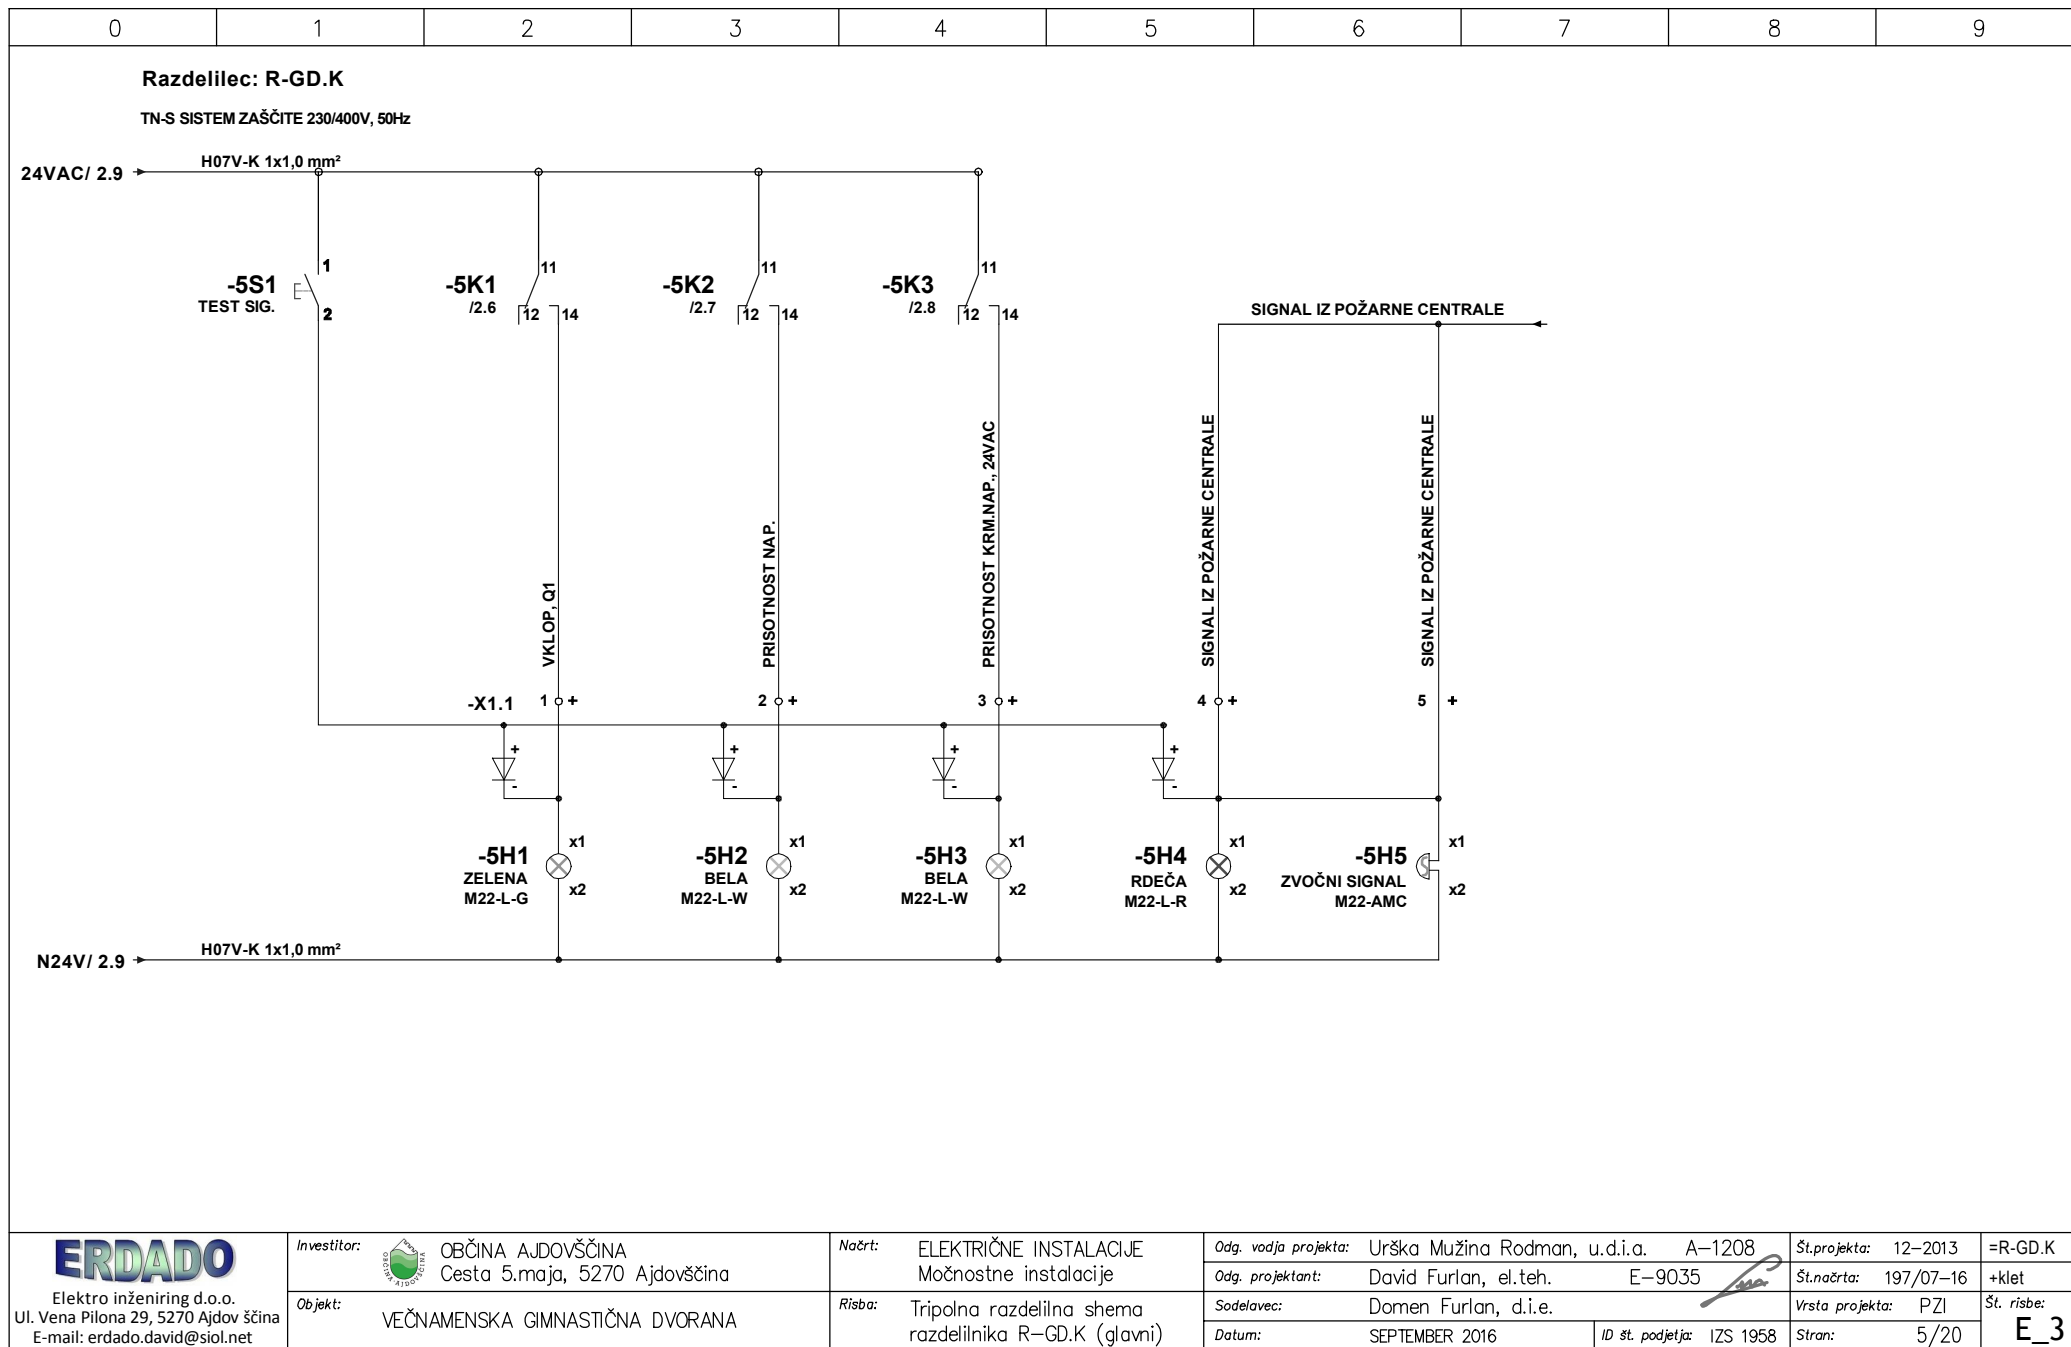 0 1 2 3 4 5 6 7 8 9
Razdelilec: R-GD.K
TN-S SISTEM ZAŠČITE 230/400V, 50Hz
24VAC/ 2.9
H07V-K 1x1,0 mm²
-5S1
TEST SIG.
1
2
-5K1
/2.6
11
12
14
-5K2
/2.7
11
12
14
-5K3
/2.8
11
12
14
SIGNAL IZ POŽARNE CENTRALE
VKLOP, Q1
PRISOTNOST NAP.
PRISOTNOST KRM.NAP., 24VAC
SIGNAL IZ POŽARNE CENTRALE
SIGNAL IZ POŽARNE CENTRALE
-X1.1
1 +
2 +
3 +
4 +
5 +
+ + + +
- - - -
-5H1
ZELENA
M22-L-G
x1
x2
-5H2
BELA
M22-L-W
x1
x2
-5H3
BELA
M22-L-W
x1
x2
-5H4
RDEČA
M22-L-R
x1
x2
-5H5
ZVOČNI SIGNAL
M22-AMC
x1
x2
N24V/ 2.9
H07V-K 1x1,0 mm²
ERDADO
Elektro inženiring d.o.o.
Ul. Vena Pilona 29, 5270 Ajdov ščina
E-mail: erdado.david@siol.net
Investitor:
OBČINA AJDOVŠČINA
OBČINA AJDOVŠČINA
Cesta 5.maja, 5270 Ajdovščina
Objekt:
VEČNAMENSKA GIMNASTIČNA DVORANA
Načrt:
ELEKTRIČNE INSTALACIJE
Močnostne instalacije
Risba:
Tripolna razdelilna shema
razdelilnika R-GD.K (glavni)
Odg. vodja projekta: Urška Mužina Rodman, u.d.i.a. A-1208
Odg. projektant: David Furlan, el.teh. E-9035
Sodelavec: Domen Furlan, d.i.e.
Datum: SEPTEMBER 2016
ID št. podjetja: IZS 1958
Št.projekta: 12-2013
Št.načrta: 197/07-16
Vrsta projekta: PZI
Stran: 5/20
=R-GD.K
+klet
Št. risbe:
E_3